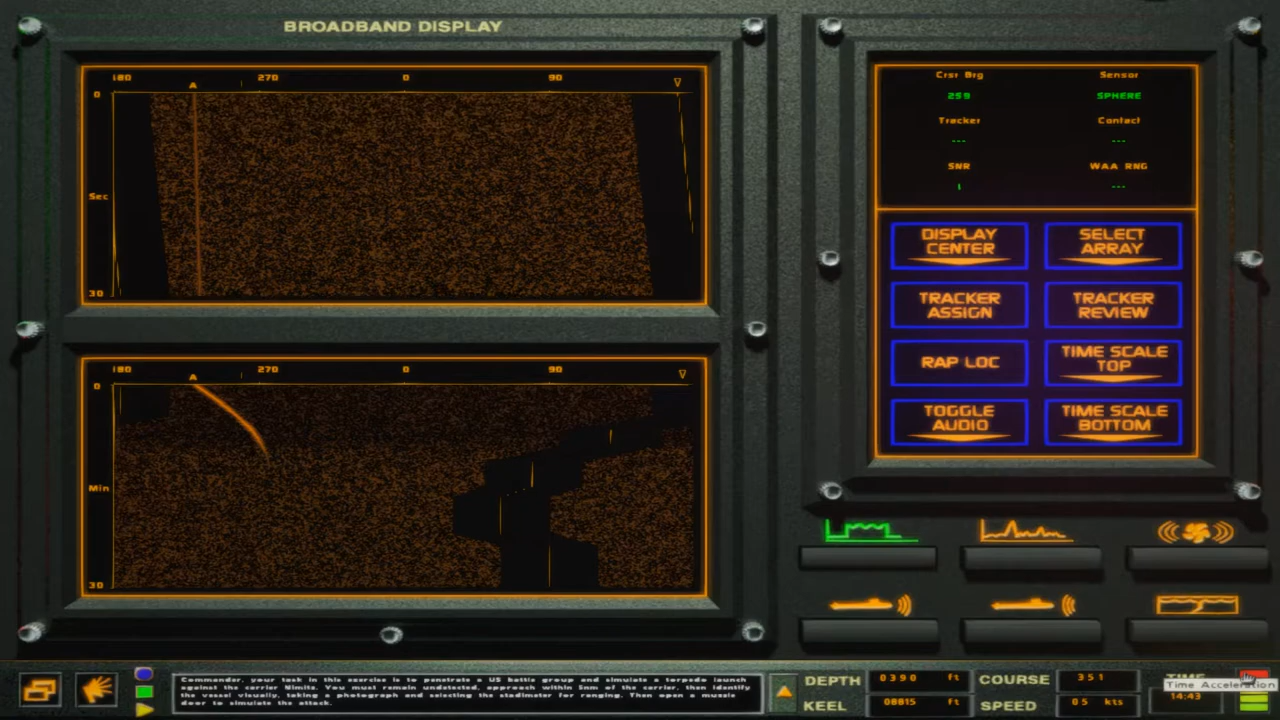 BROADBAND DISPLAY
180 270 0 90
A
0
Sec
30
180 270 0 90
A
0
Min
30
Crsr Brg Sensor
259 SPHERE
Tracker Contact
--- ---
SNR WAA RNG
1 ---
DISPLAY CENTER
SELECT ARRAY
TRACKER ASSIGN
TRACKER REVIEW
RAP LOC
TIME SCALE TOP
TOGGLE AUDIO
TIME SCALE BOTTOM
Commander, your task in this exercise is to penetrate a US battle group and simulate a torpedo launch
against the carrier Nimitz. You must remain undetected, approach within 5nm of the carrier, then identify
the vessel visually, taking a photograph and selecting the stadimeter for ranging. Then open a muzzle
door to simulate the attack.
DEPTH 0390 ft COURSE 351 TIME
Time Acceleration
KEEL 08815 ft SPEED 05 kts 14:43